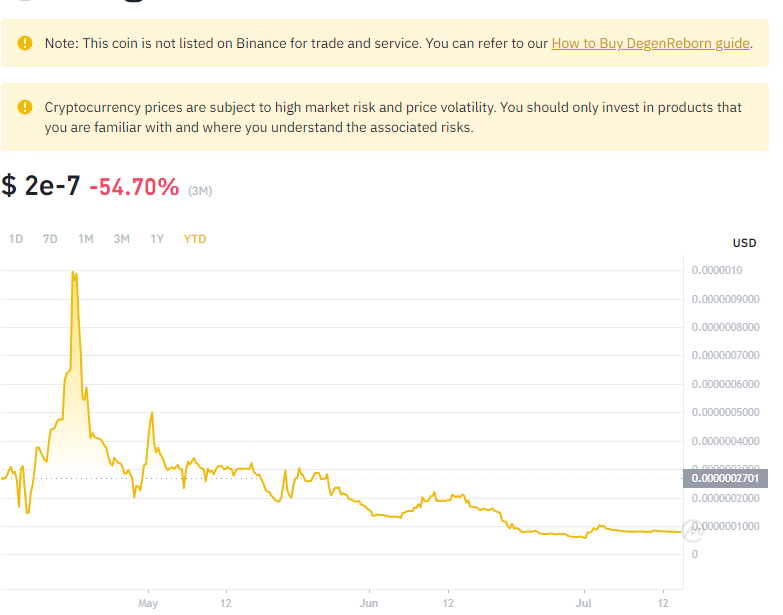 Note: This coin is not listed on Binance for trade and service. You can refer to our How to Buy DegenReborn guide.
Cryptocurrency prices are subject to high market risk and price volatility. You should only invest in products that
you are familiar with and where you understand the associated risks.
$ 2e-7 -54.70% (3M)
1D 7D 1M 3M 1Y YTD
USD
0.0000010
0.0000009000
0.0000008000
0.0000007000
0.0000006000
0.0000005000
0.0000004000
0.0000003000
0.0000002701
0.0000002000
0.0000001000
0
May 12 Jun 12 Jul 12